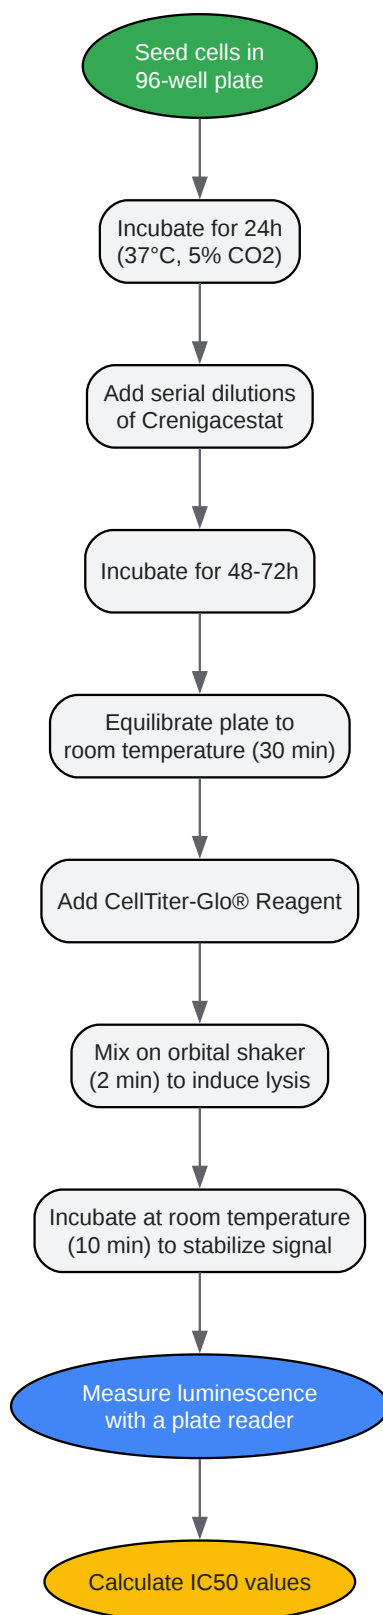 Seed cells in
96-well plate
Incubate for 24h
(37°C, 5% CO2)
Add serial dilutions
of Crenigacestat
Incubate for 48-72h
Equilibrate plate to
room temperature (30 min)
Add CellTiter-Glo® Reagent
Mix on orbital shaker
(2 min) to induce lysis
Incubate at room temperature
(10 min) to stabilize signal
Measure luminescence
with a plate reader
Calculate IC50 values